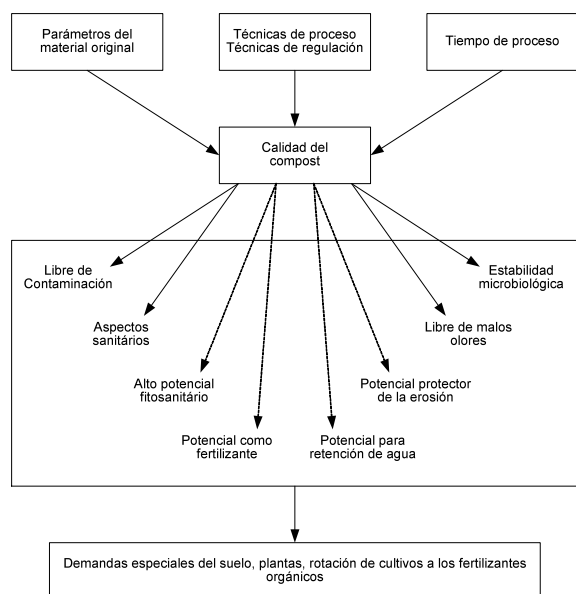 Parámetros del
material original
Técnicas de proceso
Técnicas de regulación
Tiempo de proceso
Calidad del
compost
Libre de
Contaminación
Estabilidad
microbiológica
Aspectos
sanitários
Libre de malos
olores
Alto potencial
fitosanitário
Potencial protector
de la erosión
Potencial como
fertilizante
Potencial para
retención de agua
Demandas especiales del suelo, plantas, rotación de cultivos a los fertilizantes
orgánicos